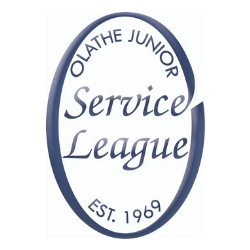 OLATHE JUNIOR
Service
League
EST. 1969